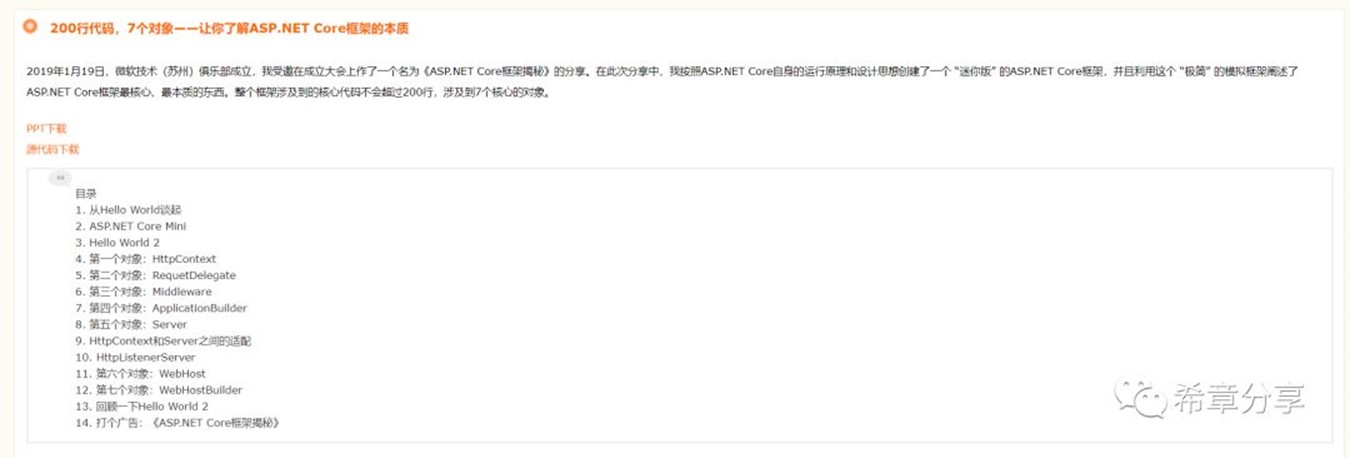 200行代码，7个对象——让你了解ASP.NET Core框架的本质
2019年1月19日，微软技术（苏州）俱乐部成立，我受邀在成立大会上作了一个名为《ASP.NET Core框架揭秘》的分享。在此次分享中，我按照ASP.NET Core自身的运行原理和设计思想创建了一个 “迷你版” 的ASP.NET Core框架，并且利用这个 “极简” 的模拟框架阐述了
ASP.NET Core框架最核心、最本质的东西。整个框架涉及到的核心代码不会超过200行，涉及到7个核心的对象。
PPT下载
源代码下载
目录
1. 从Hello World谈起
2. ASP.NET Core Mini
3. Hello World 2
4. 第一个对象：HttpContext
5. 第二个对象：RequetDelegate
6. 第三个对象：Middleware
7. 第四个对象：ApplicationBuilder
8. 第五个对象：Server
9. HttpContext和Server之间的适配
10. HttpListenerServer
11. 第六个对象：WebHost
12. 第七个对象：WebHostBuilder
13. 回顾一下Hello World 2
14. 打个广告：《ASP.NET Core框架揭秘》
希章分享